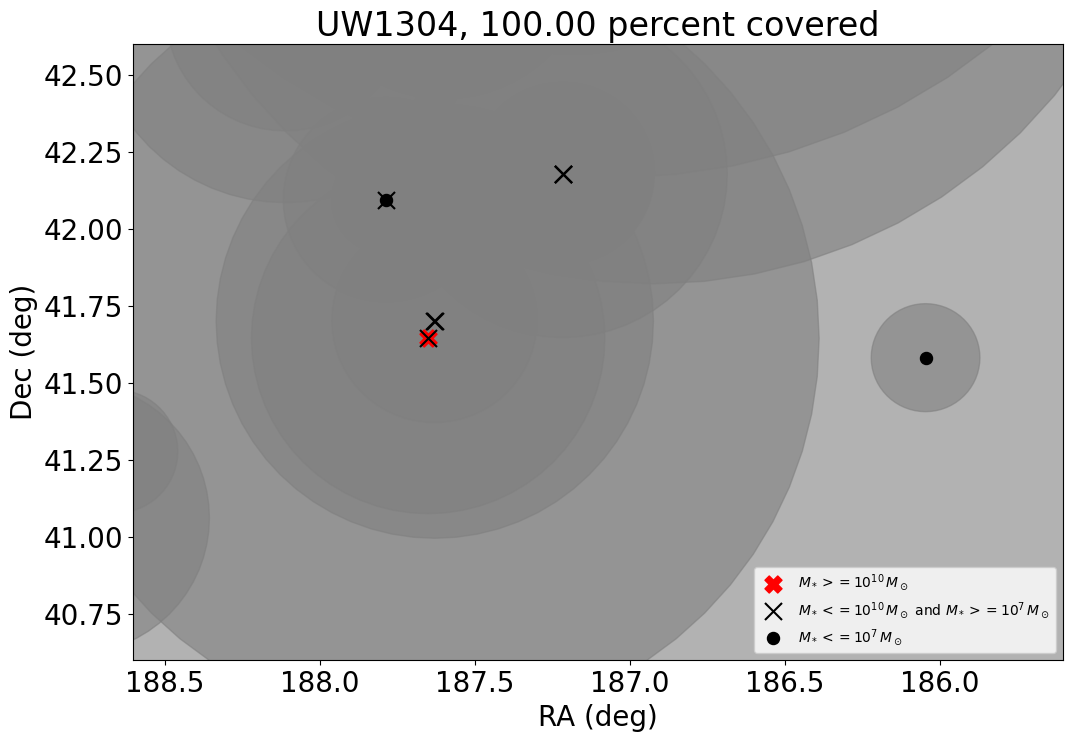 UW1304, 100.00 percent covered
Dec (deg)
42.50
42.25
42.00
41.75
41.50
41.25
41.00
40.75
M* >= 10^10 M⊙
M* <= 10^10 M⊙ and M* >= 10^7 M⊙
M* <= 10^7 M⊙
188.5 188.0 187.5 187.0 186.5 186.0
RA (deg)